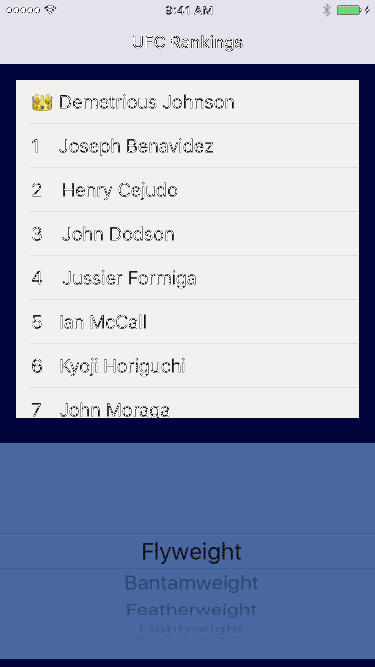 9:41 AM
UFC Rankings
Demetrious Johnson
1 Joseph Benavidez
2 Henry Cejudo
3 John Dodson
4 Jussier Formiga
5 Ian McCall
6 Kyoji Horiguchi
7 John Moraga
Flyweight
Bantamweight
Featherweight
Lightweight